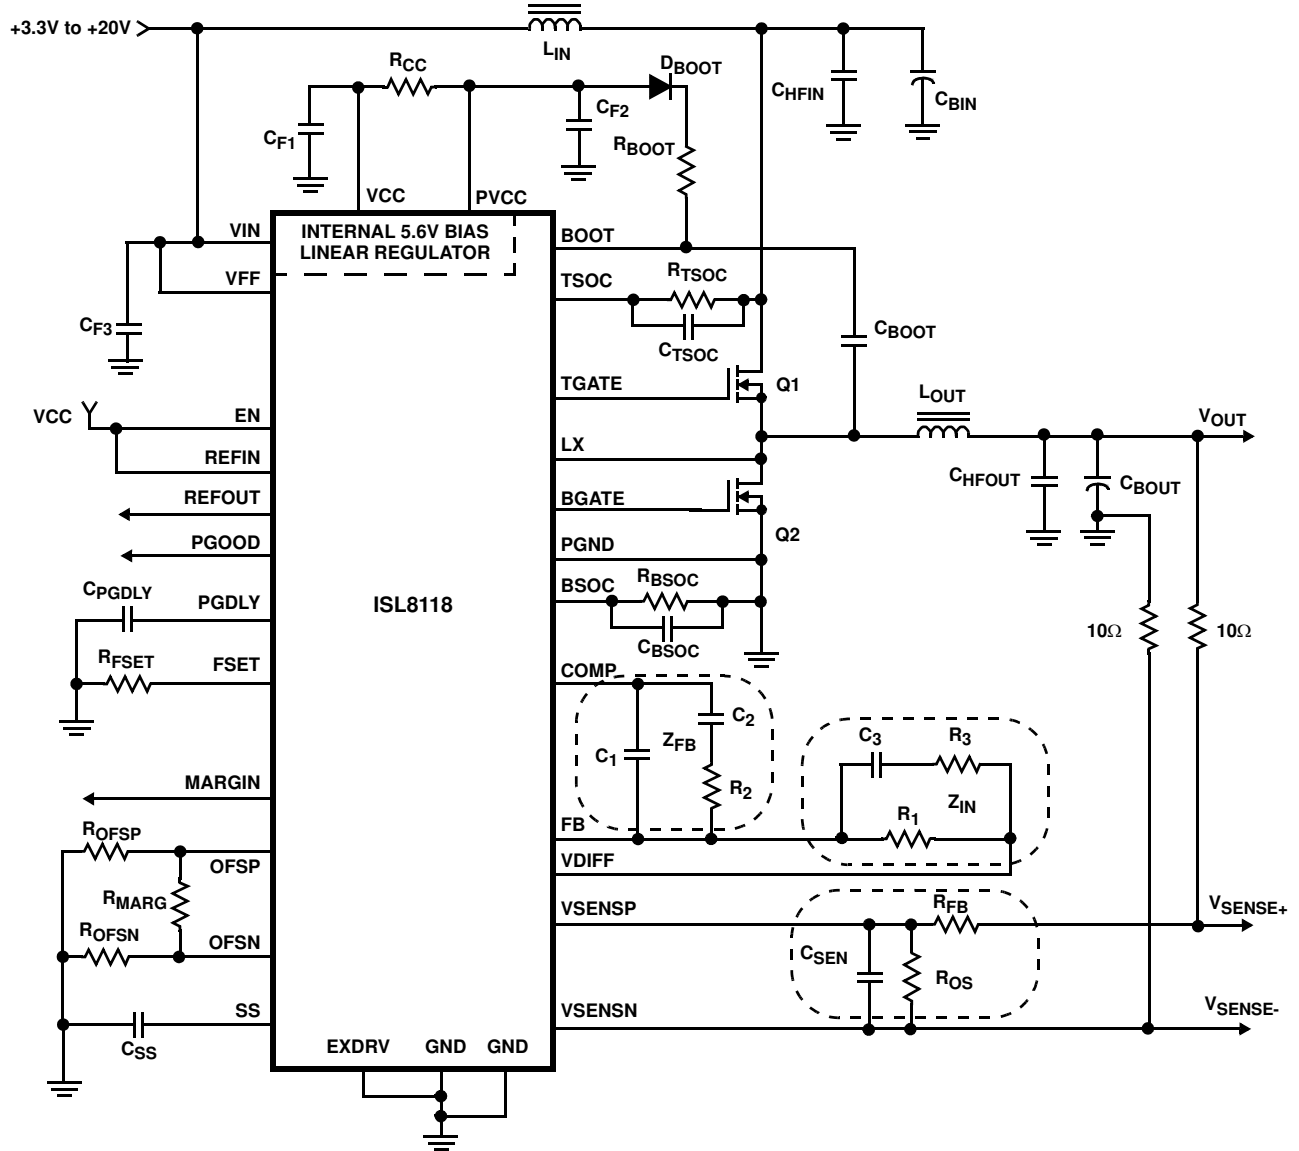 +3.3V to +20V
LIN
RCC
DBOOT
CHFIN
CBIN
CF1
CF2
RBOOT
VCC
PVCC
INTERNAL 5.6V BIAS
LINEAR REGULATOR
VIN
BOOT
VFF
TSOC
RTSOC
CTSOC
CF3
CBOOT
TGATE
Q1
LOUT
VCC
EN
VOUT
LX
REFIN
CHFOUT
CBOUT
REFOUT
BGATE
Q2
PGOOD
PGND
CPGDLY
PGDLY
ISL8118
BSOC
RBSOC
CBSOC
10Ω
10Ω
RFSET
FSET
COMP
C2
C1
ZFB
R2
C3
R3
ZIN
R1
MARGIN
FB
ROFSP
OFSP
VDIFF
RMARG
VSENSP
RFB
VSENSE+
ROFSN
OFSN
CSEN
ROS
SS
VSENSN
VSENSE-
CSS
EXDRV
GND
GND